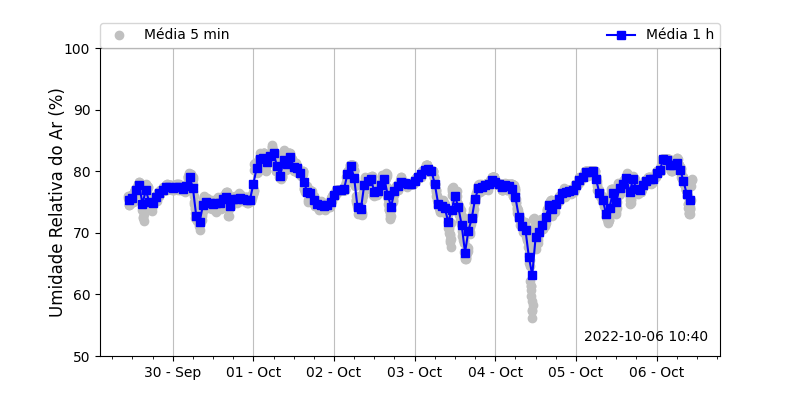 Média 5 min
Média 1 h
Umidade Relativa do Ar (%)
100
90
80
70
60
50
2022-10-06 10:40
30 - Sep
01 - Oct
02 - Oct
03 - Oct
04 - Oct
05 - Oct
06 - Oct